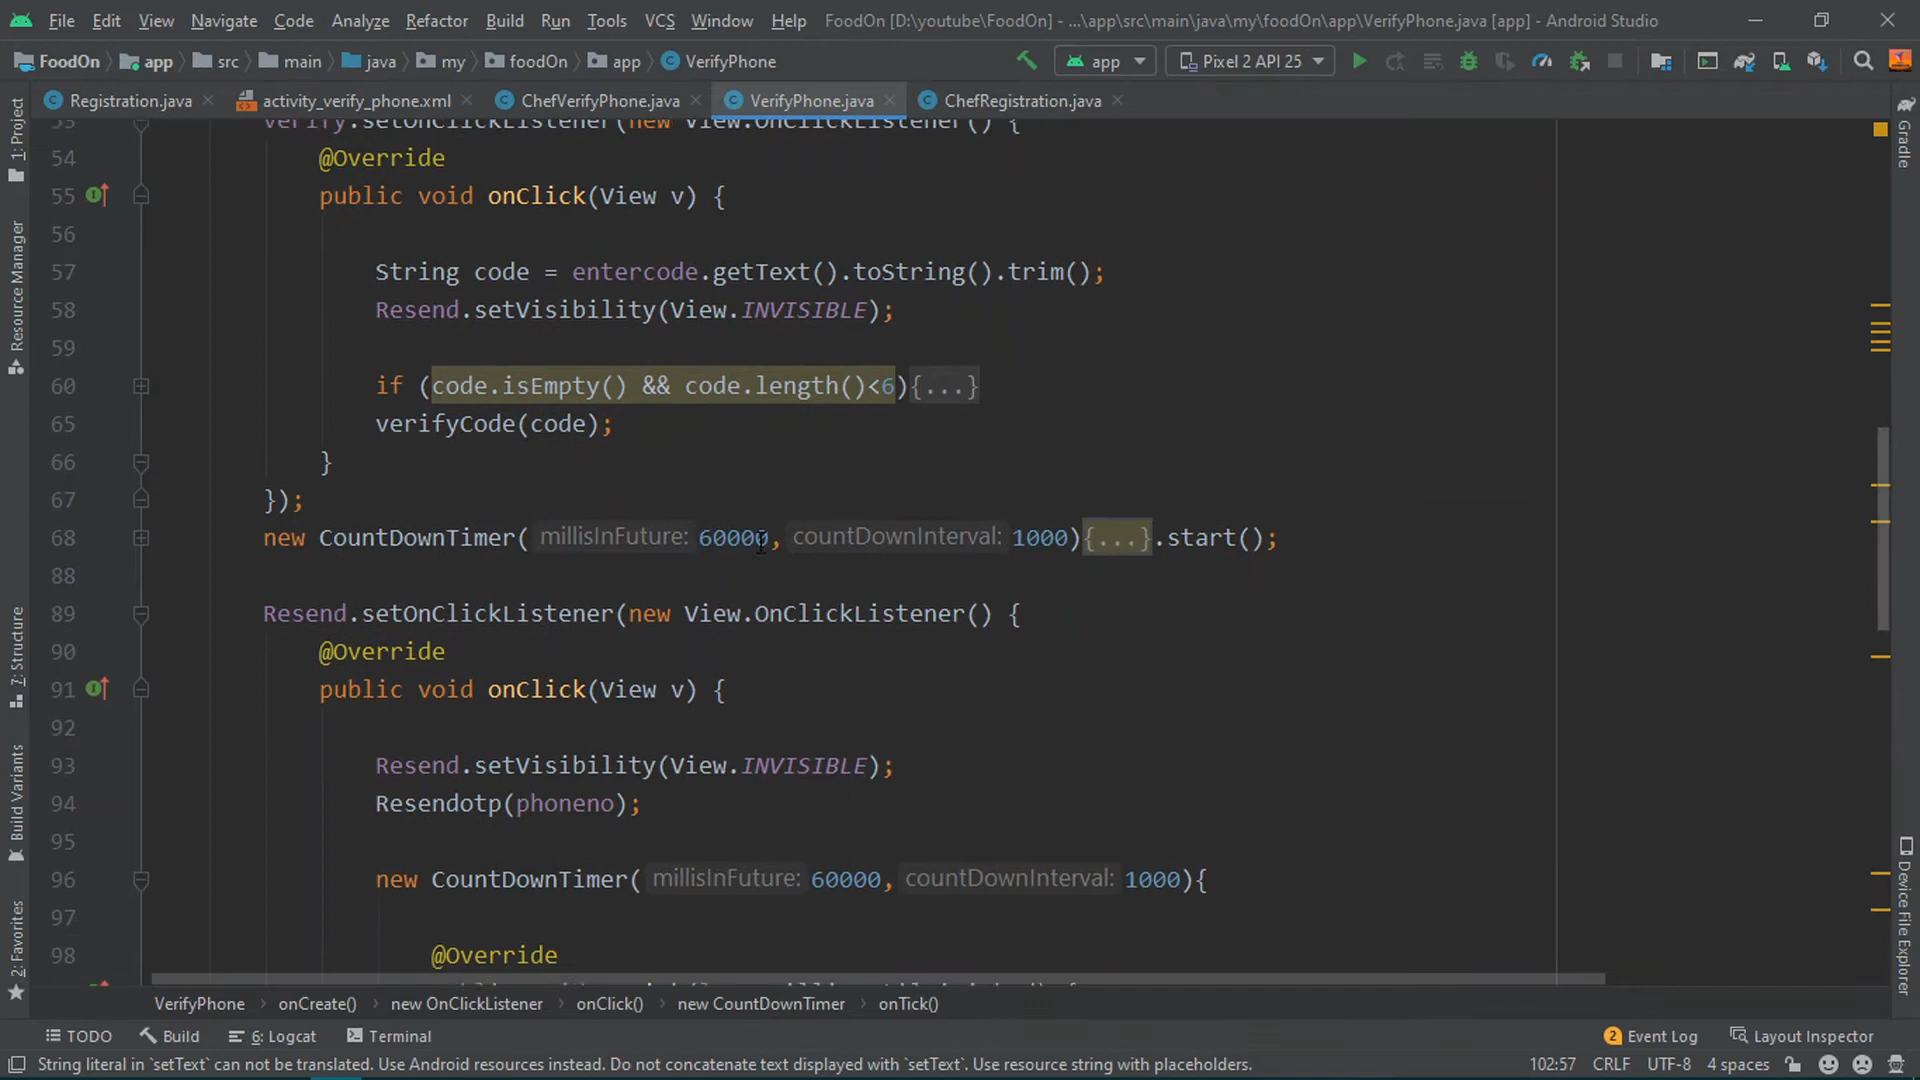 File Edit View Navigate Code Analyze Refactor Build Run Tools VCS Window Help FoodOn [D:\youtube\FoodOn] - ...\app\src\main\java\my\foodOn\app\VerifyPhone.java [app] - Android Studio
FoodOn app src main java my foodOn app VerifyPhone app Pixel 2 API 25
Registration.java activity_verify_phone.xml ChefVerifyPhone.java VerifyPhone.java ChefRegistration.java
53 verify.setOnClickListener(new View.OnClickListener() {
54 @Override
55 public void onClick(View v) {
56
57 String code = entercode.getText().toString().trim();
58 Resend.setVisibility(View.INVISIBLE);
59
60 if (code.isEmpty() && code.length()<6){...}
65 verifyCode(code);
66 }
67 });
68 new CountDownTimer( millisInFuture: 60000, countDownInterval: 1000){...}.start();
88
89 Resend.setOnClickListener(new View.OnClickListener() {
90 @Override
91 public void onClick(View v) {
92
93 Resend.setVisibility(View.INVISIBLE);
94 Resendotp(phoneno);
95
96 new CountDownTimer( millisInFuture: 60000, countDownInterval: 1000){
97
98 @Override
1: Project
Resource Manager
7: Structure
Build Variants
2: Favorites
Gradle
Device File Explorer
VerifyPhone onCreate() new OnClickListener onClick() new CountDownTimer onTick()
TODO Build 6: Logcat Terminal 2 Event Log Layout Inspector
String literal in `setText` can not be translated. Use Android resources instead. Do not concatenate text displayed with `setText`. Use resource string with placeholders. 102:57 CRLF UTF-8 4 spaces